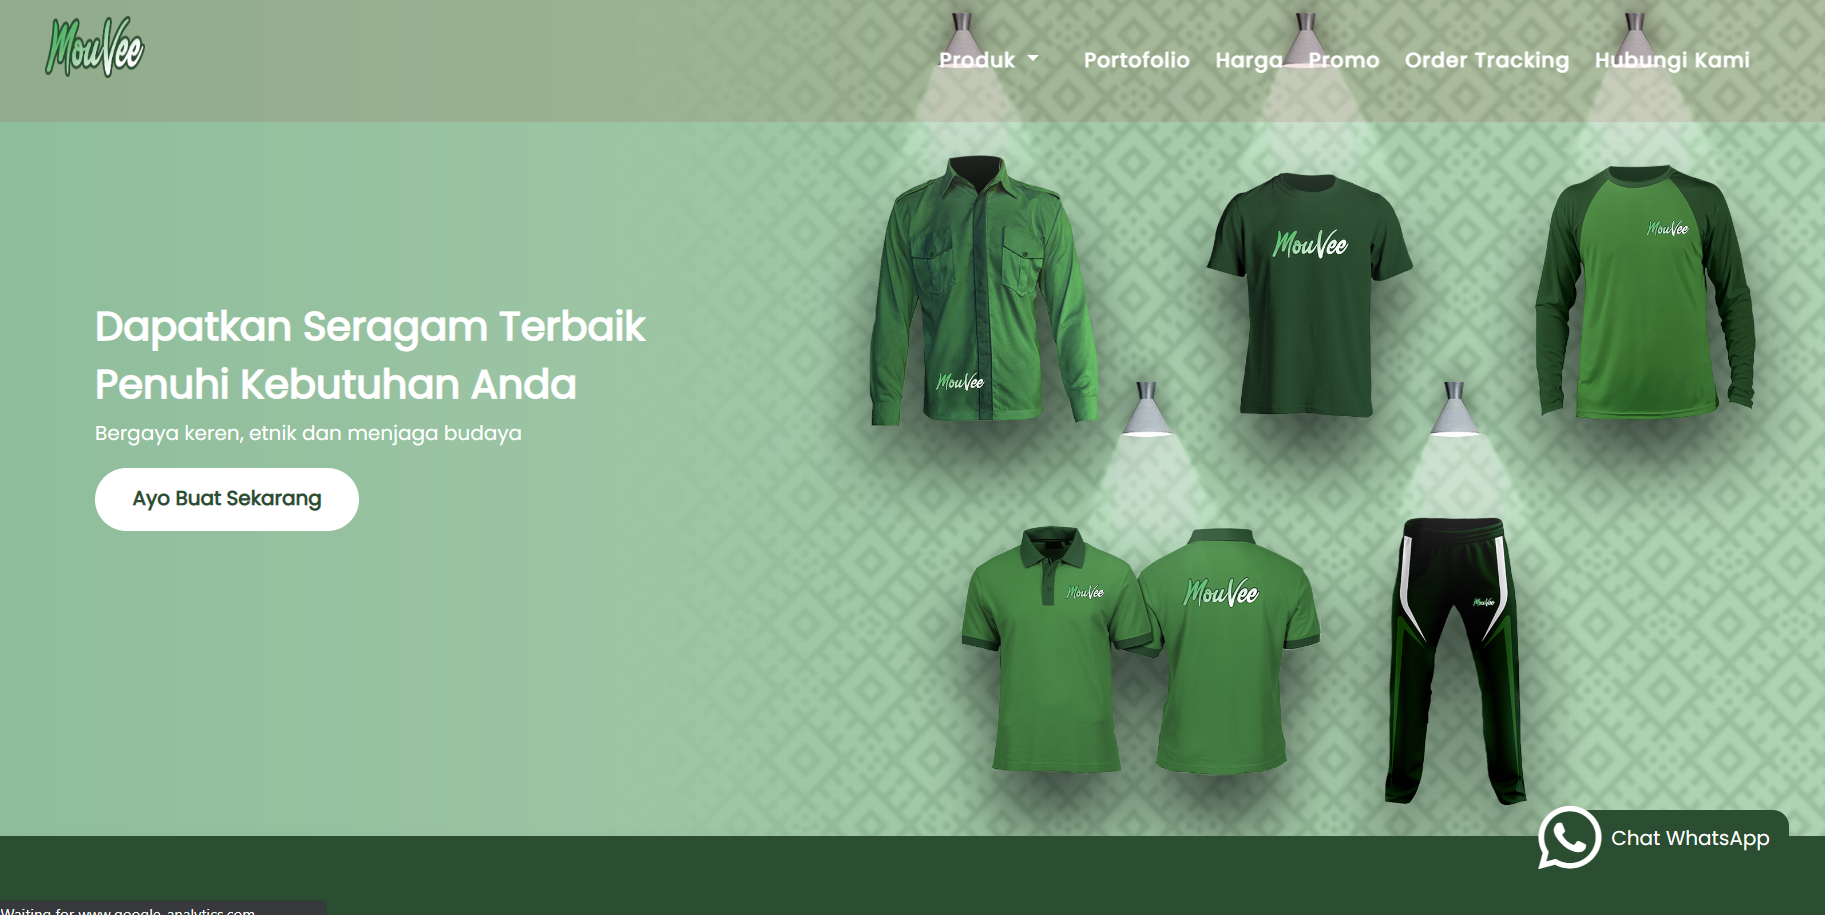 MouVee
Produk Portofolio Harga Promo Order Tracking Hubungi Kami
MouVee
MouVee
MouVee
Dapatkan Seragam Terbaik
Penuhi Kebutuhan Anda
Bergaya keren, etnik dan menjaga budaya
Ayo Buat Sekarang
MouVee
MouVee
MouVee
Chat WhatsApp
Waiting for www.google-analytics.com